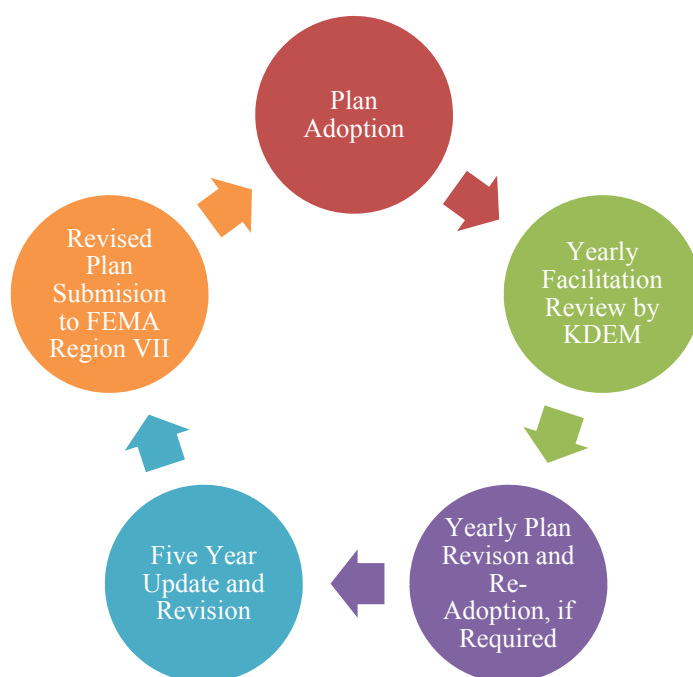 Plan
Adoption
Yearly
Facilitation
Review by
KDEM
Yearly Plan
Revison and
Re-
Adoption, if
Required
Five Year
Update and
Revision
Revised
Plan
Submision
to FEMA
Region VII